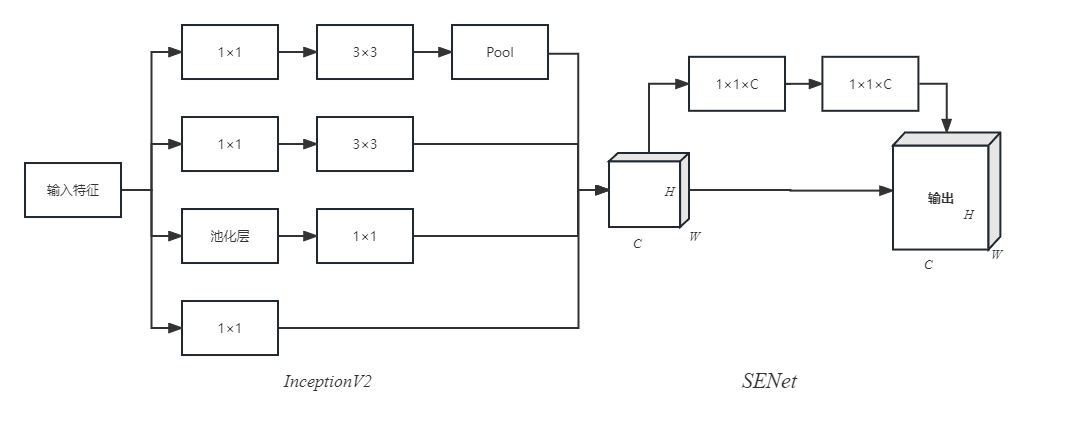 1×1
3×3
Pool
1×1×C
1×1×C
1×1
3×3
输入特征
H
输出
H
池化层
1×1
C
W
C
W
1×1
InceptionV2
SENet